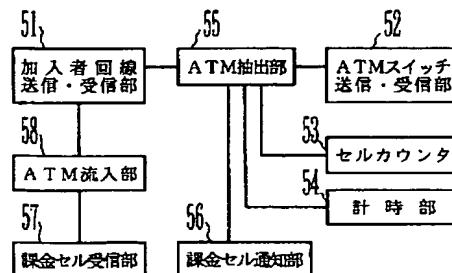 51
加入者回線
送信・受信部
55
ATM抽出部
52
ATMスイッチ
送信・受信部
53
セルカウンタ
54
計時部
58
ATM流入部
57
課金セル受信部
56
課金セル通知部